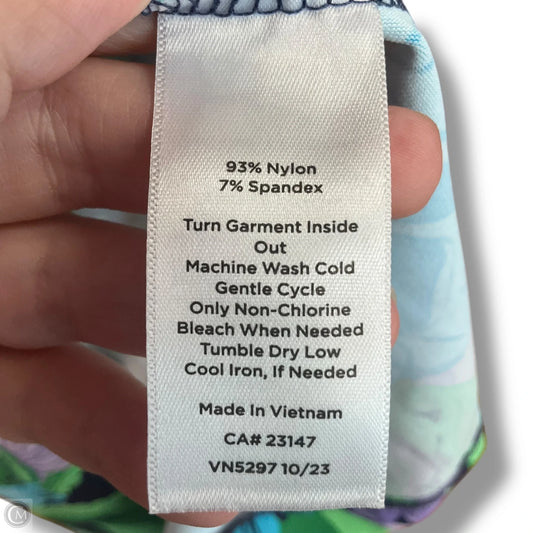 93% Nylon
7% Spandex
Turn Garment Inside
Out
Machine Wash Cold
Gentle Cycle
Only Non-Chlorine
Bleach When Needed
Tumble Dry Low
Cool Iron, If Needed
Made In Vietnam
CA# 23147
VN5297 10/23
M